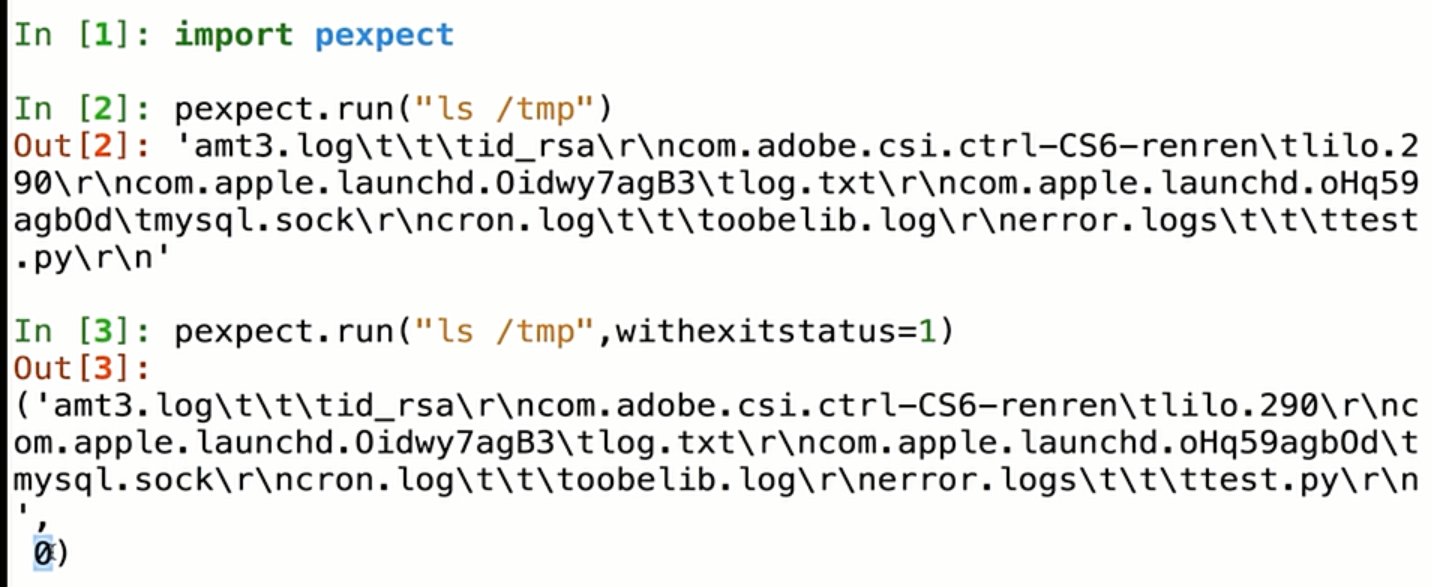 In [1]: import pexpect
In [2]: pexpect.run("ls /tmp")
Out[2]: 'amt3.log\t\t\tid_rsa\r\ncom.adobe.csi.ctrl-CS6-renren\tlilo.2
90\r\ncom.apple.launchd.Oidwy7agB3\tlog.txt\r\ncom.apple.launchd.oHq59
agbOd\tmysql.sock\r\ncron.log\t\t\toobelib.log\r\nerror.logs\t\t\ttest
.py\r\n'
In [3]: pexpect.run("ls /tmp",withexitstatus=1)
Out[3]:
('amt3.log\t\t\tid_rsa\r\ncom.adobe.csi.ctrl-CS6-renren\tlilo.290\r\nc
om.apple.launchd.Oidwy7agB3\tlog.txt\r\ncom.apple.launchd.oHq59agbOd\t
mysql.sock\r\ncron.log\t\t\toobelib.log\r\nerror.logs\t\t\ttest.py\r\n
',
0)